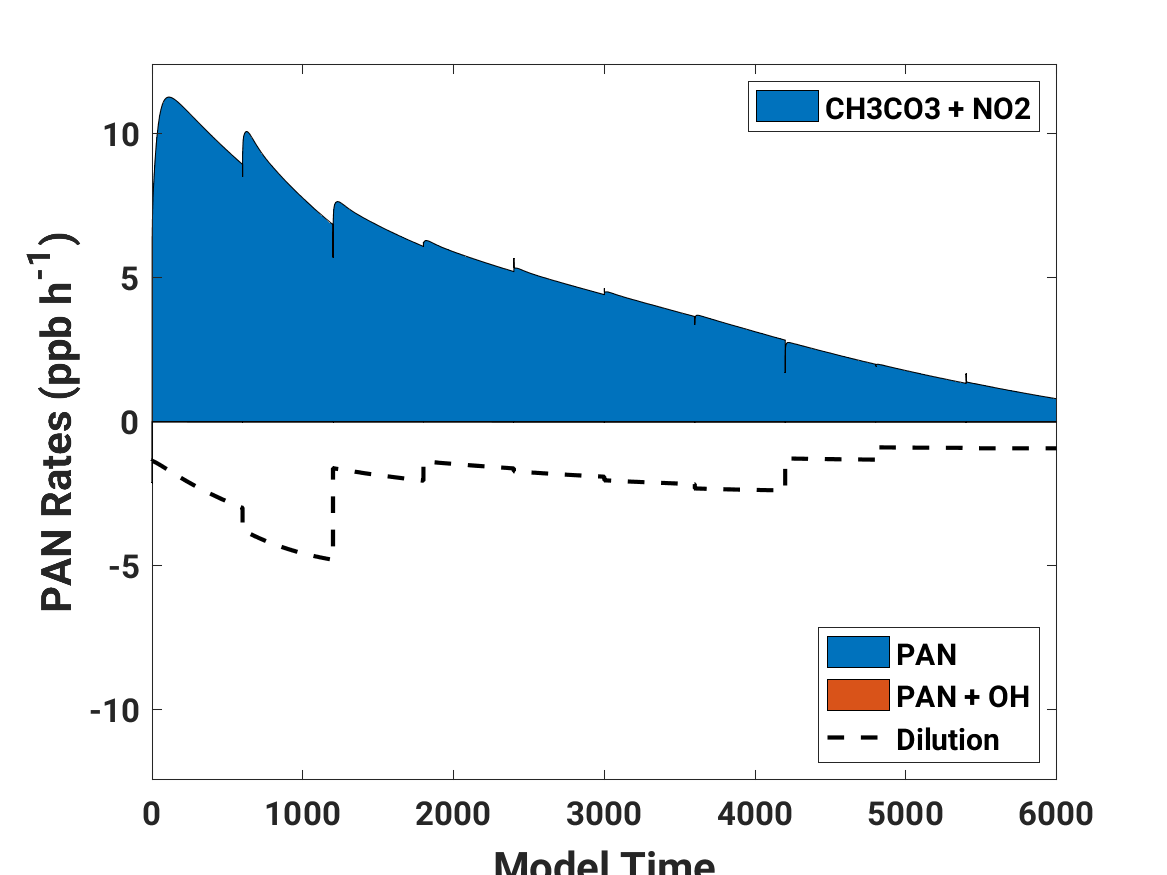 CH3CO3 + NO2
10
5
0
-5
-10
PAN Rates (ppb h-1)
PAN
PAN + OH
Dilution
0 1000 2000 3000 4000 5000 6000
Model Time